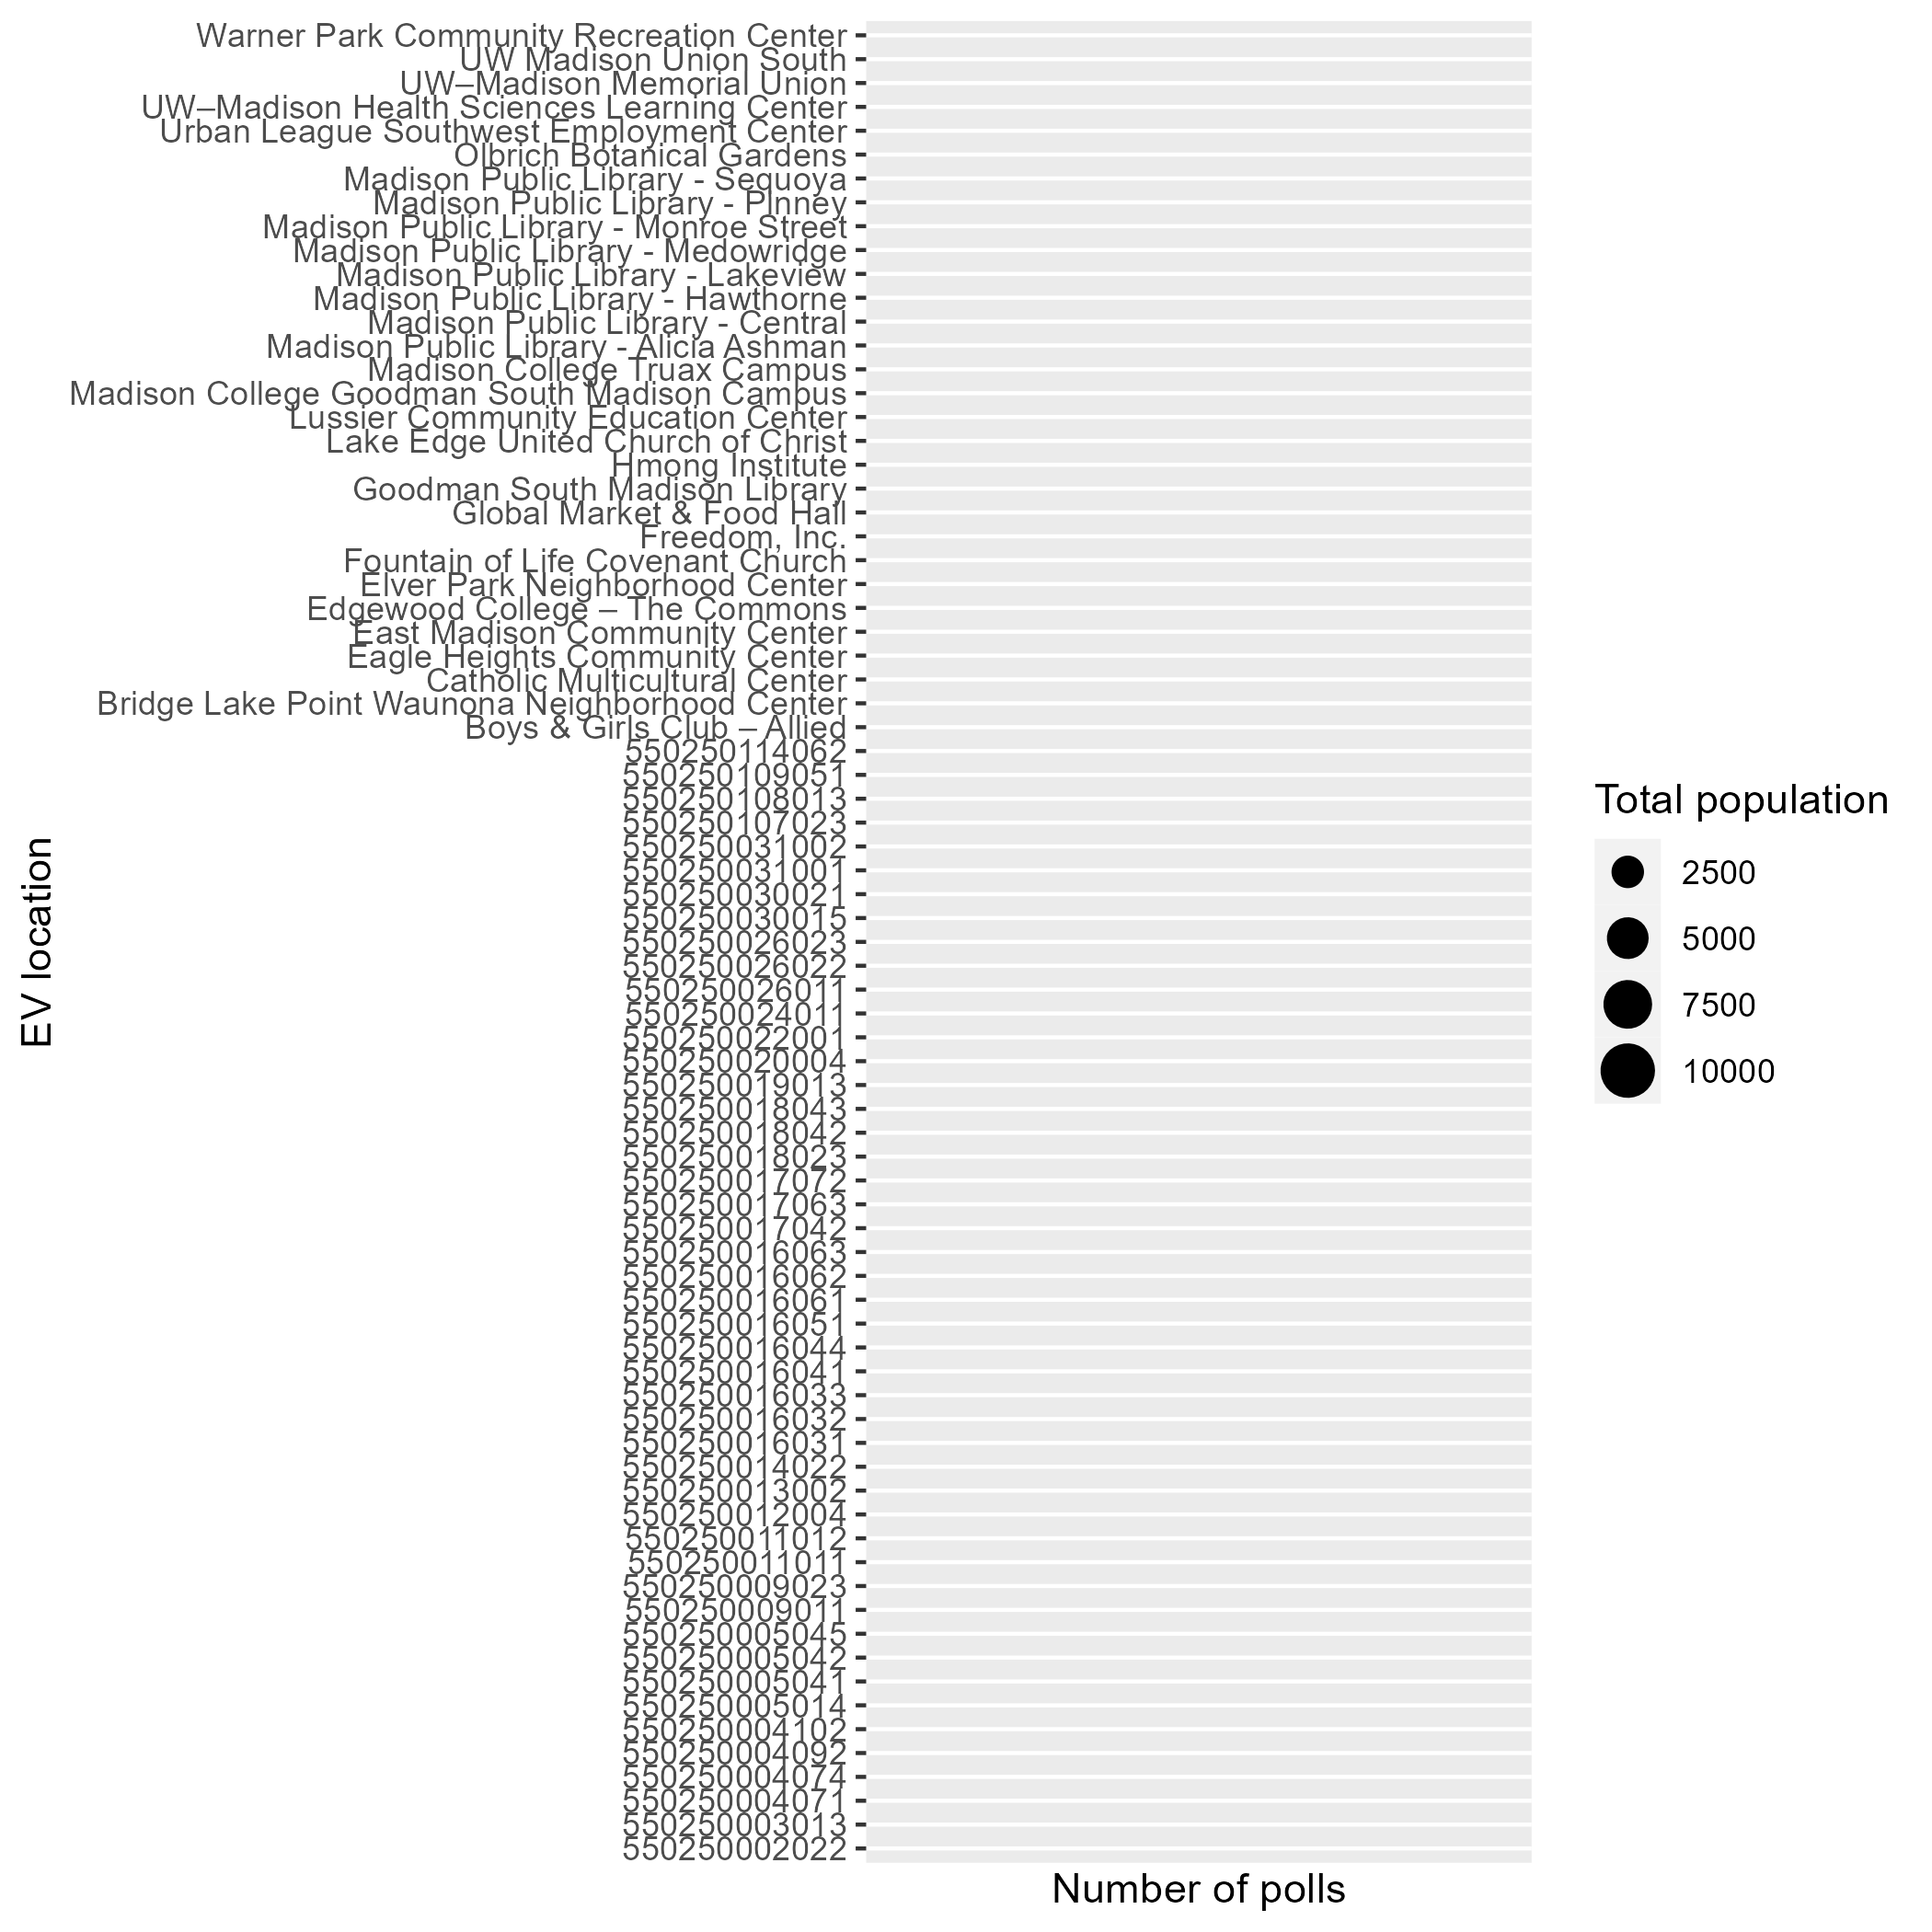 Warner Park Community Recreation Center
UW Madison Union South
UW–Madison Memorial Union
UW–Madison Health Sciences Learning Center
Urban League Southwest Employment Center
Olbrich Botanical Gardens
Madison Public Library - Sequoya
Madison Public Library - PInney
Madison Public Library - Monroe Street
Madison Public Library - Medowridge
Madison Public Library - Lakeview
Madison Public Library - Hawthorne
Madison Public Library - Central
Madison Public Library - Alicia Ashman
Madison College Truax Campus
Madison College Goodman South Madison Campus
Lussier Community Education Center
Lake Edge United Church of Christ
Hmong Institute
Goodman South Madison Library
Global Market & Food Hall
Freedom, Inc.
Fountain of Life Covenant Church
Elver Park Neighborhood Center
Edgewood College – The Commons
East Madison Community Center
Eagle Heights Community Center
Catholic Multicultural Center
Bridge Lake Point Waunona Neighborhood Center
Boys & Girls Club – Allied
550250114062
550250109051
550250108013
550250107023
550250031002
550250031001
550250030021
550250030015
550250026023
550250026022
550250026011
550250024011
550250022001
550250020004
550250019013
550250018043
550250018042
550250018023
550250017072
550250017063
550250017042
550250016063
550250016062
550250016061
550250016051
550250016044
550250016041
550250016033
550250016032
550250016031
550250014022
550250013002
550250012004
550250011012
550250011011
550250009023
550250009011
550250005045
550250005042
550250005041
550250005014
550250004102
550250004092
550250004074
550250004071
550250003013
550250002022
EV location
Number of polls
Total population
2500
5000
7500
10000